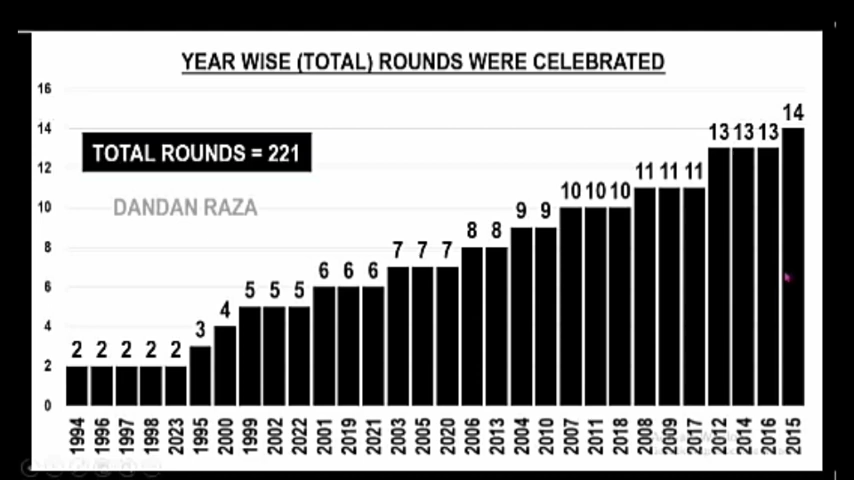 YEAR WISE (TOTAL) ROUNDS WERE CELEBRATED
16
14
12
10
8
6
4
2
0
TOTAL ROUNDS = 221
DANDAN RAZA
2 2 2 2 2 3 4 5 5 5 6 6 6 7 7 7 8 8 9 9 10 10 10 11 11 11 13 13 13 14
1994 1996 1997 1998 2023 1995 2000 1999 2002 2022 2001 2019 2021 2003 2005 2020 2006 2013 2004 2010 2007 2011 2018 2008 2009 2017 2012 2014 2016 2015